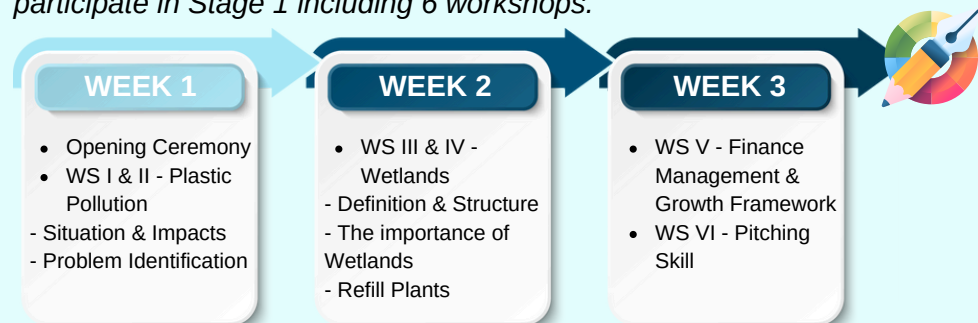 participate in Stage 1 including 6 workshops.
WEEK 1
• Opening Ceremony
• WS I & II - Plastic
Pollution
- Situation & Impacts
- Problem Identification
WEEK 2
• WS III & IV -
Wetlands
- Definition & Structure
- The importance of
Wetlands
- Refill Plants
WEEK 3
• WS V - Finance
Management &
Growth Framework
• WS VI - Pitching
Skill